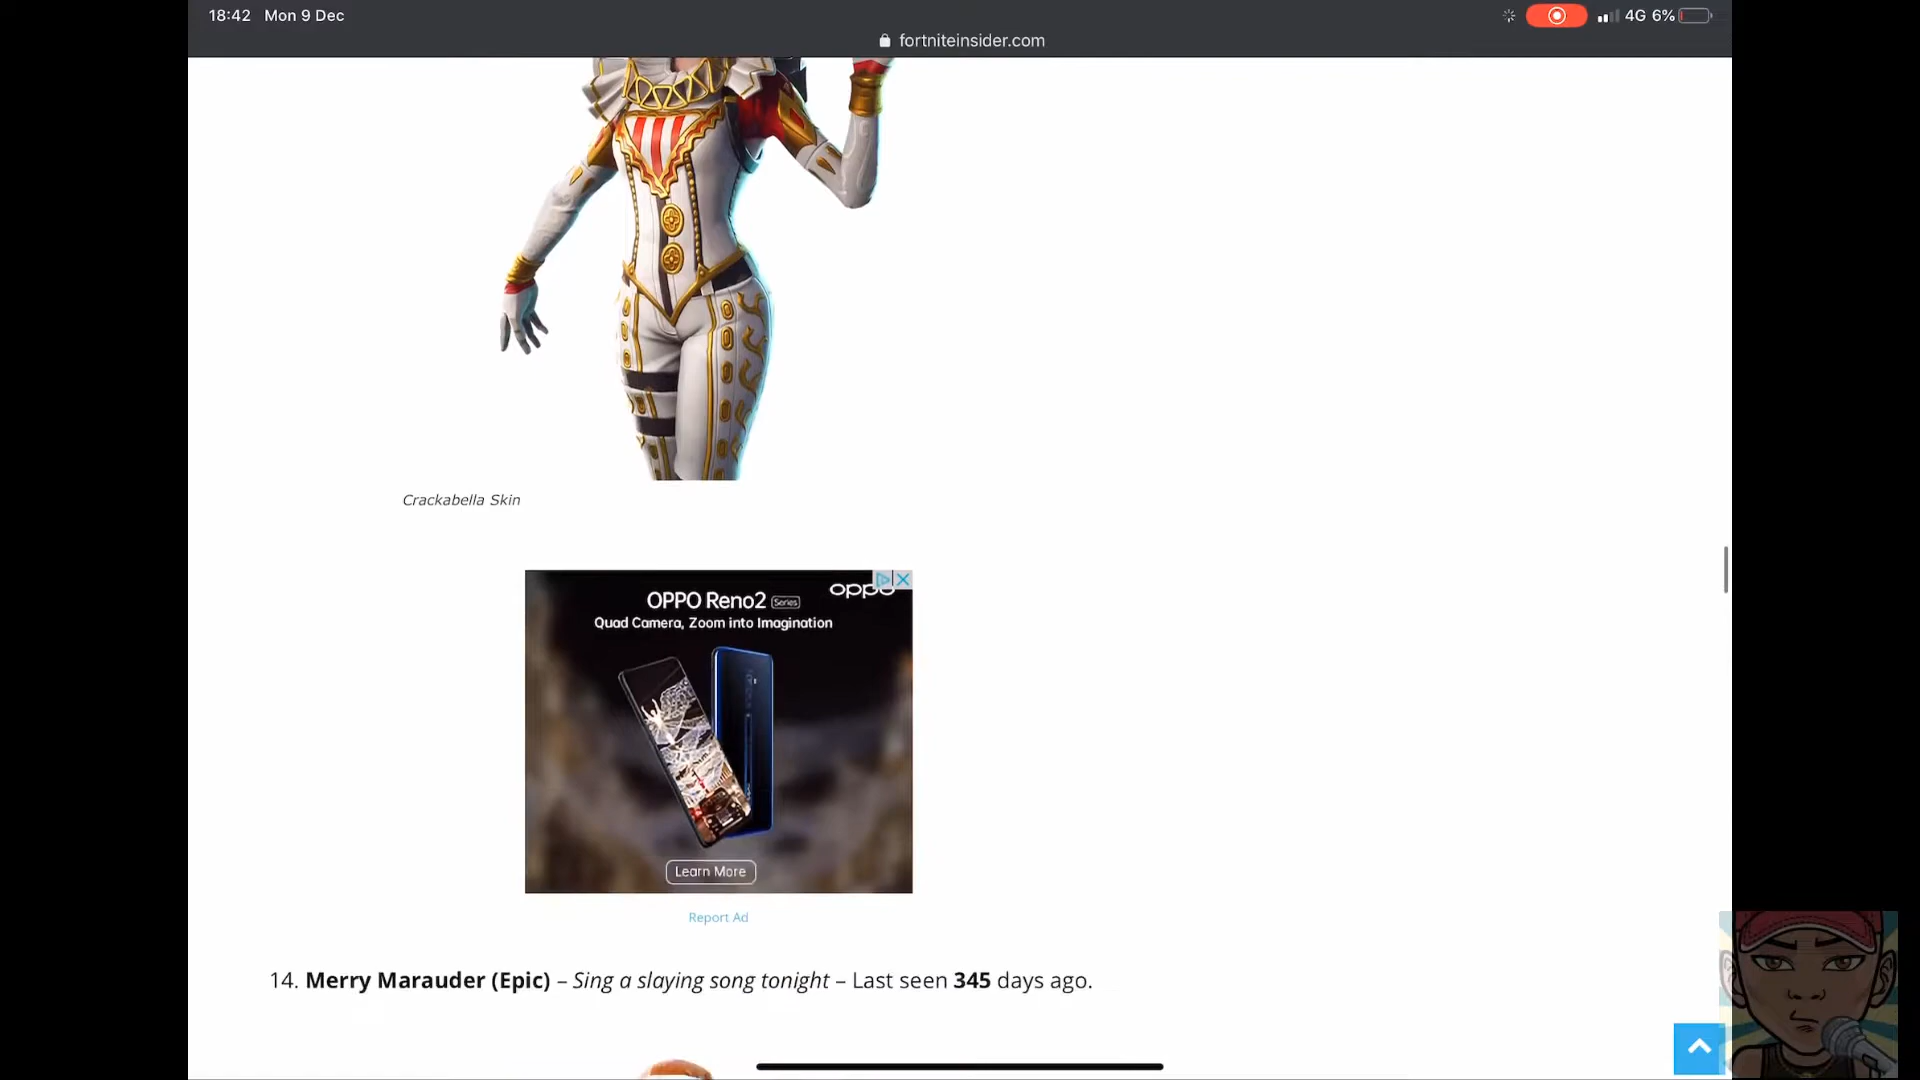 18:42 Mon 9 Dec
4G 6%
fortniteinsider.com
Crackabella Skin
oppo
OPPO Reno2 Series
Quad Camera, Zoom into Imagination
Learn More
Report Ad
14. Merry Marauder (Epic) – Sing a slaying song tonight – Last seen 345 days ago.